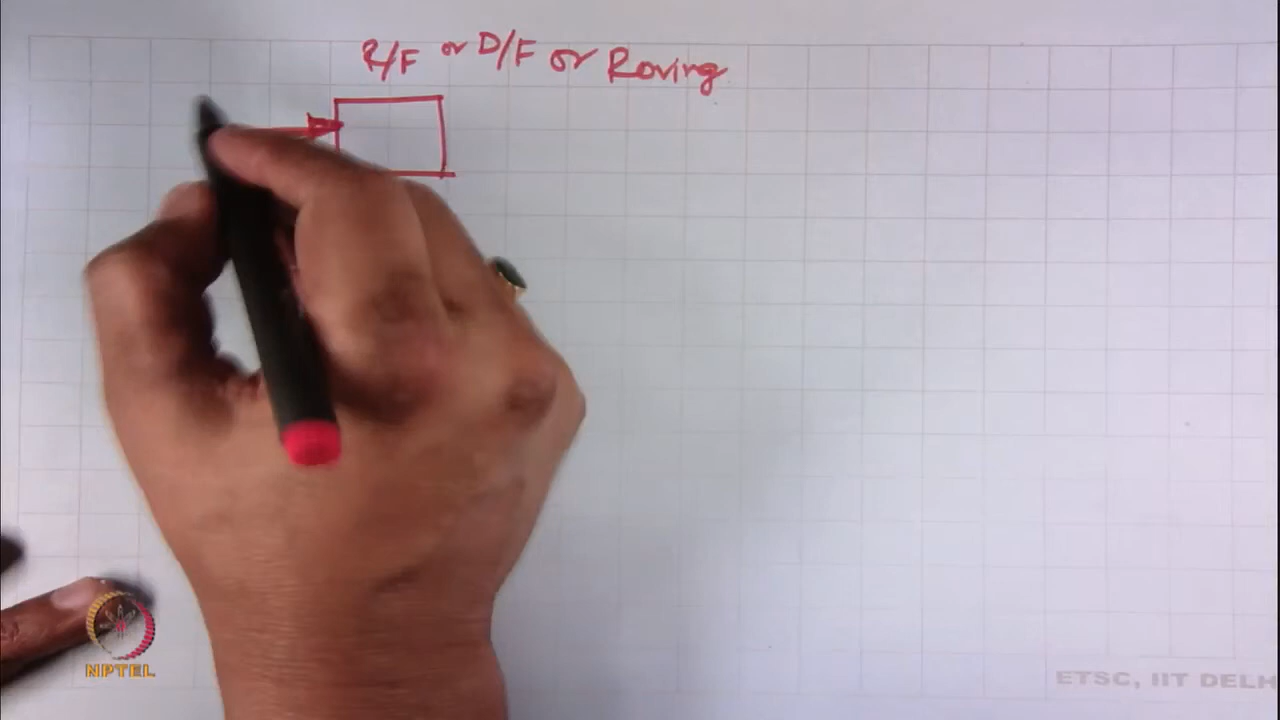 R/F or D/F or Roving
NPTEL
ETSC, IIT DELH